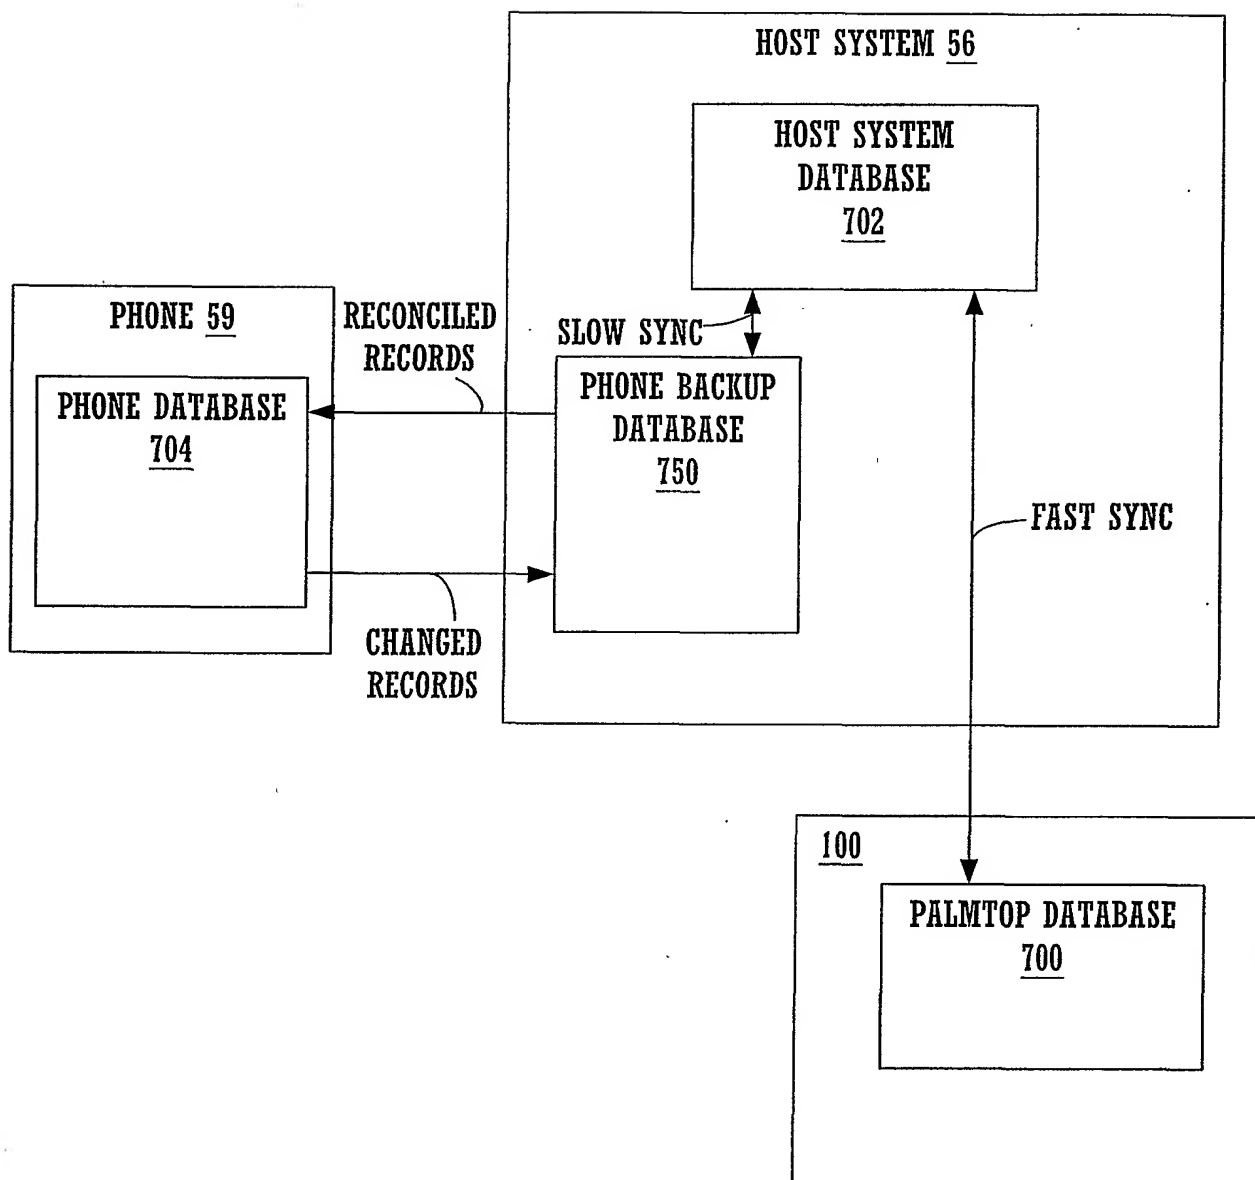 HOST SYSTEM 56
HOST SYSTEM
DATABASE
702
PHONE 59
RECONCILED
RECORDS
SLOW SYNC
PHONE DATABASE
704
PHONE BACKUP
DATABASE
750
FAST SYNC
CHANGED
RECORDS
100
PALMTOP DATABASE
700